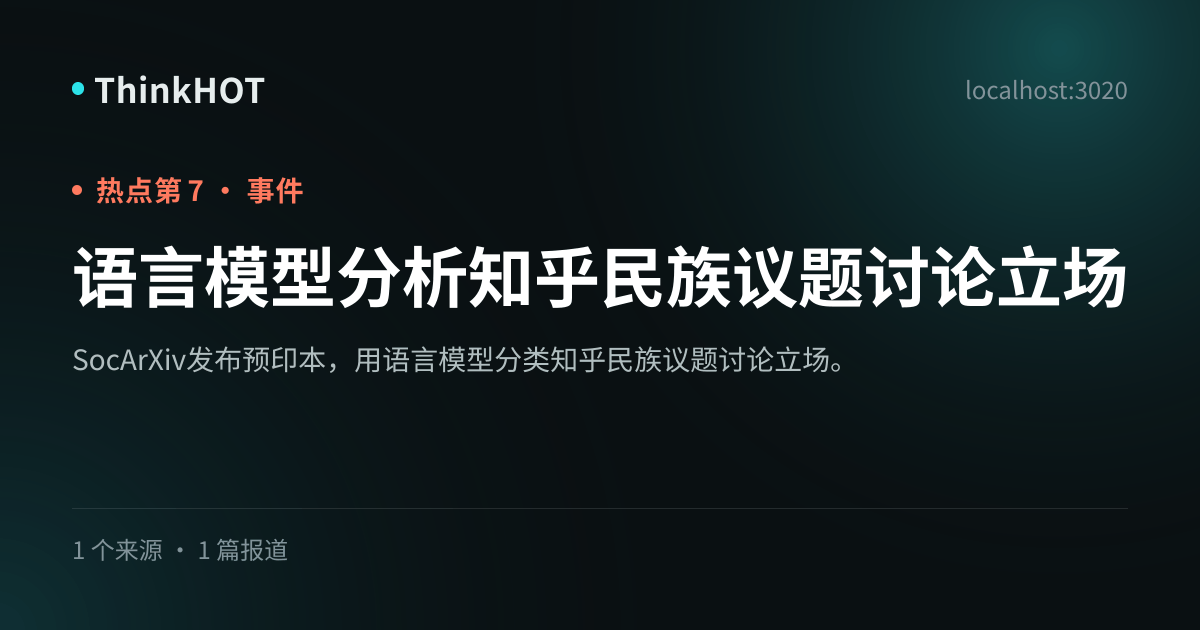 ThinkHOT
localhost:3020
热点第 7 · 事件
语言模型分析知乎民族议题讨论立场
SocArXiv发布预印本，用语言模型分类知乎民族议题讨论立场。
1 个来源 · 1 篇报道